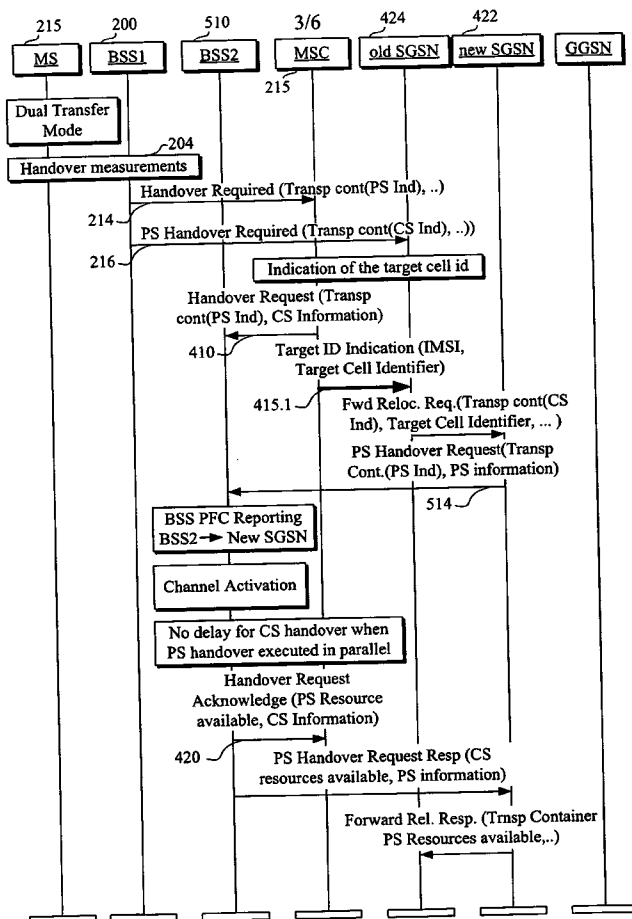 215 200 510 3/6 424 422
MS BSS1 BSS2 MSC old SGSN new SGSN GGSN
215
Dual Transfer
Mode
204
Handover measurements
Handover Required (Transp cont(PS Ind), ..)
214
PS Handover Required (Transp cont(CS Ind), ..))
216
Indication of the target cell id
Handover Request (Transp
cont(PS Ind), CS Information)
410
Target ID Indication (IMSI,
Target Cell Identifier)
415.1
Fwd Reloc. Req.(Transp cont(CS
Ind), Target Cell Identifier, ... )
PS Handover Request(Transp
Cont.(PS Ind), PS information)
514
BSS PFC Reporting
BSS2 → New SGSN
Channel Activation
No delay for CS handover when
PS handover executed in parallel
Handover Request
Acknowledge (PS Resource
available, CS Information)
420
PS Handover Request Resp (CS
resources available, PS information)
Forward Rel. Resp. (Trnsp Container
PS Resources available,..)